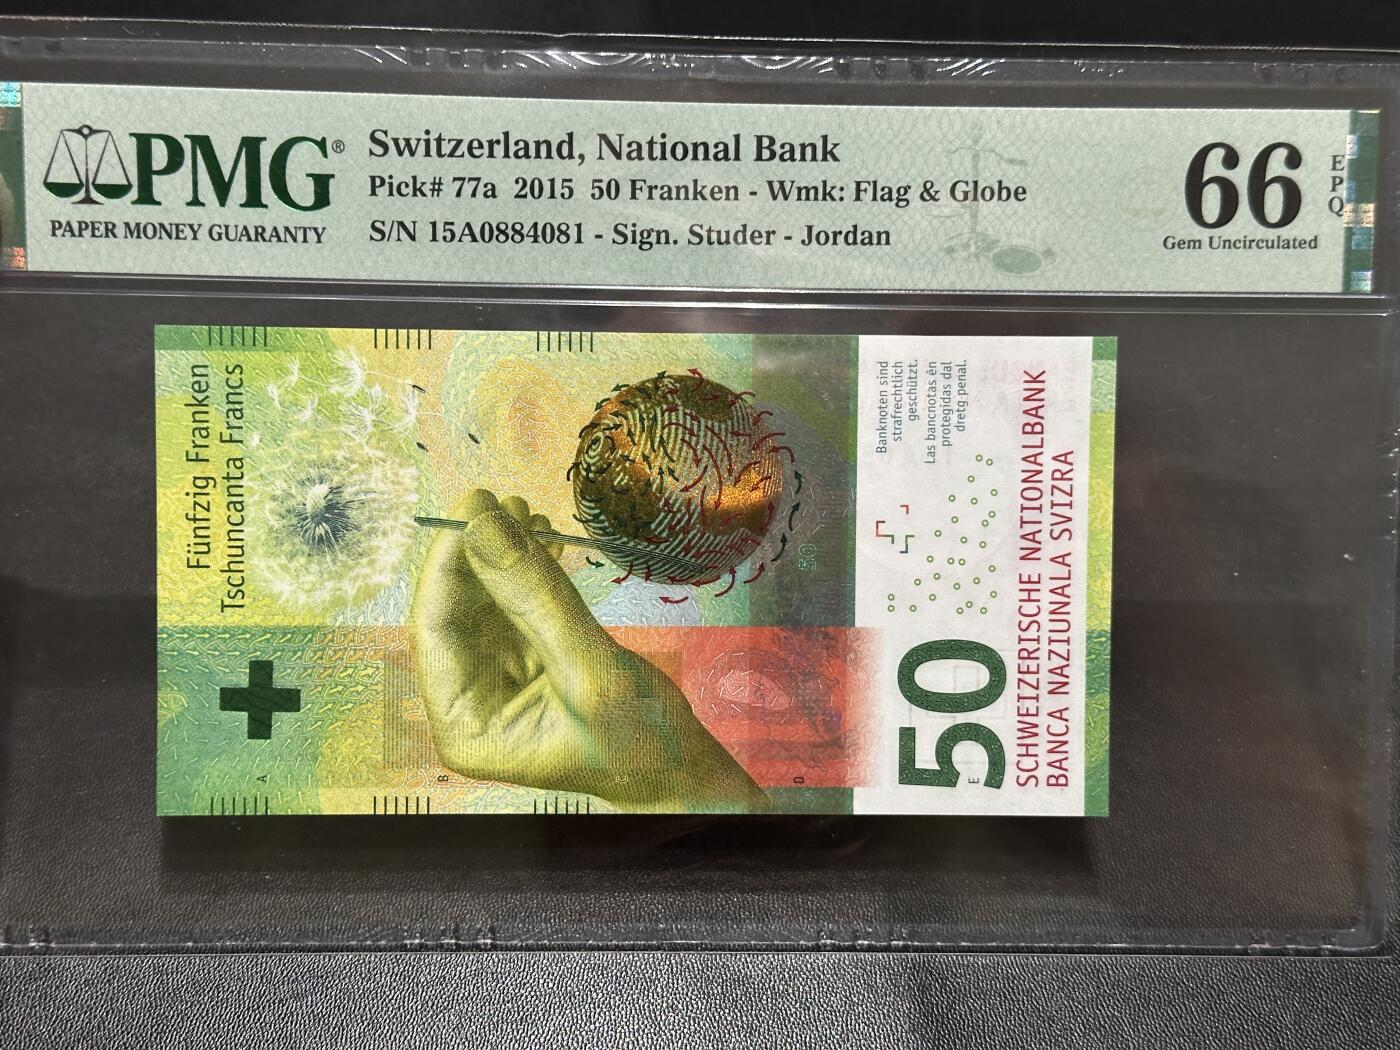 PMG®
PAPER MONEY GUARANTY
Switzerland, National Bank
Pick# 77a 2015 50 Franken - Wmk: Flag & Globe
S/N 15A0884081 - Sign. Studer - Jordan
66
EPQ
Gem Uncirculated
Fünfzig Franken
Tschuncanta Francs
Banknoten sind
strafrechtlich
geschützt.
Las bancnotas èn
protegidas dal
dretg penal.
50
50
SCHWEIZERISCHE NATIONALBANK
BANCA NAZIUNALA SVIZRA
A
B
C
D
E